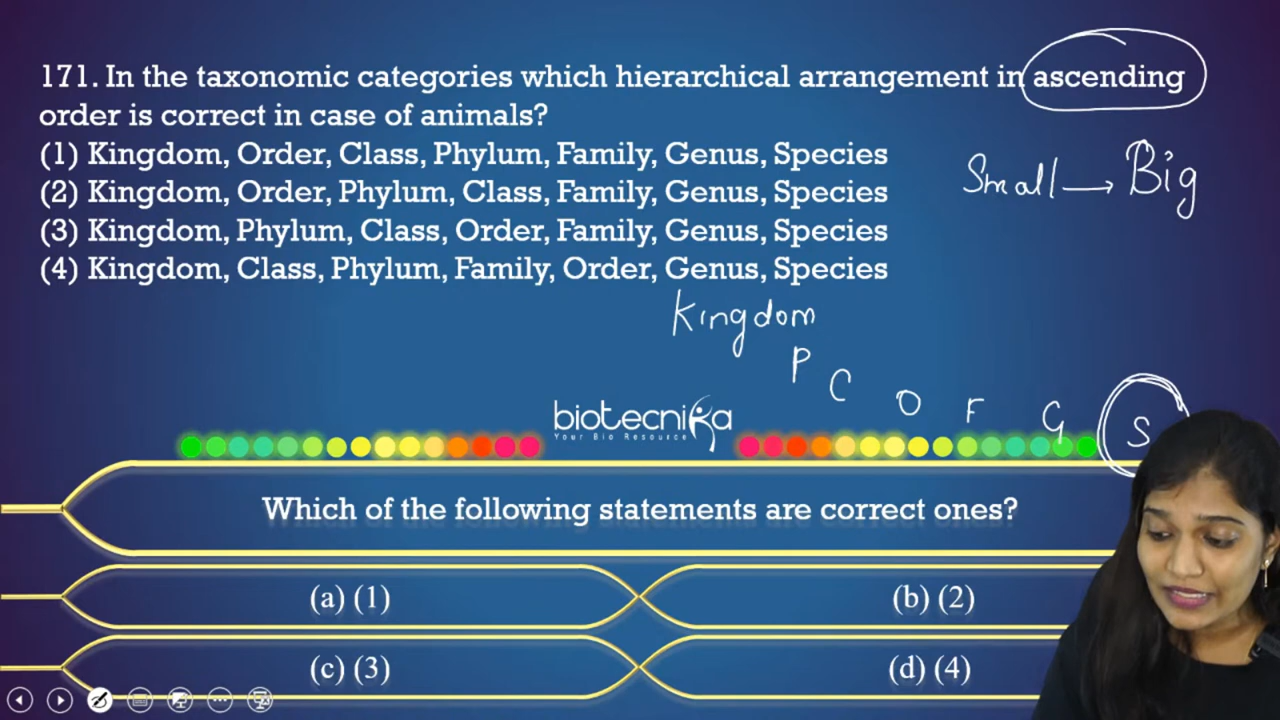 171. In the taxonomic categories which hierarchical arrangement in ascending
order is correct in case of animals?
(1) Kingdom, Order, Class, Phylum, Family, Genus, Species
(2) Kingdom, Order, Phylum, Class, Family, Genus, Species
(3) Kingdom, Phylum, Class, Order, Family, Genus, Species
(4) Kingdom, Class, Phylum, Family, Order, Genus, Species
Small → Big
Kingdom
P
C
O
F
G
S
biotecnika
Your Bio Resource
Which of the following statements are correct ones?
(a) (1)
(b) (2)
(c) (3)
(d) (4)